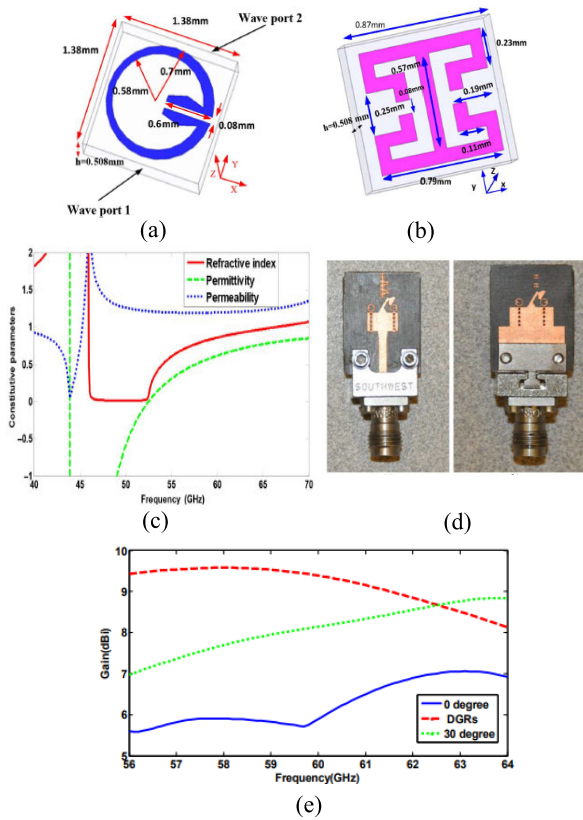 Wave port 2
1.38mm
1.38mm
0.7mm
0.58mm
0.6mm
0.08mm
h=0.508mm
Z
Y
X
Wave port 1
(a)
0.87mm
0.23mm
0.57mm
0.08mm
0.19mm
0.25mm
h=0.508 mm
0.11mm
0.79mm
Y
Z
x
(b)
Constitutive parameters
2
1.5
1
0.5
0
−0.5
−1
40
45
50
55
60
65
70
Frequency (GHz)
Refractive index
Permittivity
Permeability
(c)
SOUTHWEST
(d)
Gain(dBi)
10
9
8
7
6
5
56
57
58
59
60
61
62
63
64
Frequency(GHz)
0 degree
DGRs
30 degree
(e)